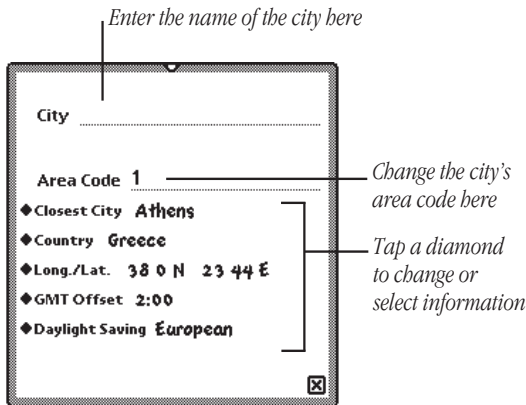 Enter the name of the city here
City
Area Code 1
Change the city's
area code here
◆Closest City Athens
◆Country Greece
◆Long./Lat. 38 0 N 23 44 E
◆GMT Offset 2:00
◆Daylight Saving European
Tap a diamond
to change or
select information